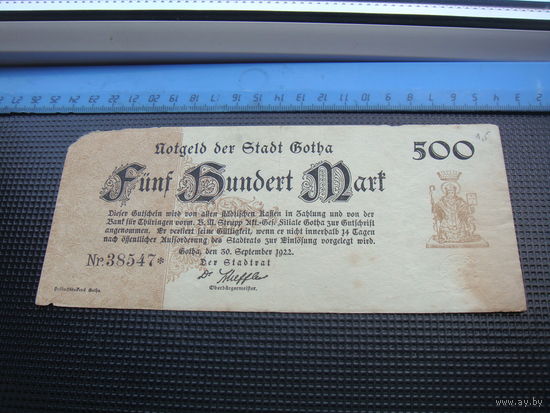 Notgeld der Stadt Gotha
500
Fünf Hundert Mark
Dieser Gutschein wird von allen städtischen Kassen in Zahlung und von der
Bank für Thüringen vorm. B. M. Strupp Akt.-Ges., Filiale Gotha zur Gutschrift
angenommen. Er verliert seine Gültigkeit, wenn er nicht innerhalb 14 Tagen
nach öffentlicher Aufforderung des Stadtrats zur Einlösung vorgelegt wird.
Gotha, den 30. September 1922.
Der Stadtrat
Nr. 38547*
Dr
Oberbürgermeister.
Gotha.
www.ay.by